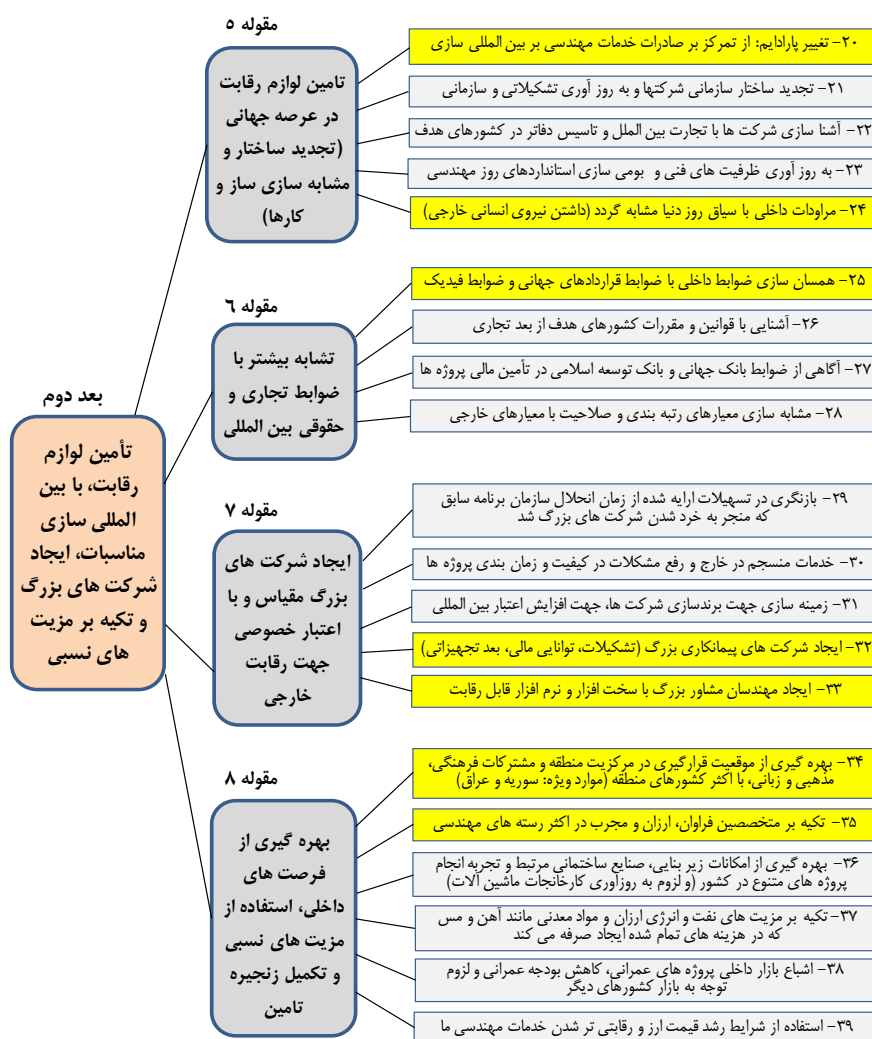 مقوله ۵
تامین لوازم رقابت
در عرصه جهانی
(تجدید ساختار و
مشابه سازی ساز و
کارها)
۲۰- تغییر پارادایم: از تمرکز بر صادرات خدمات مهندسی بر بین المللی سازی
۲۱- تجدید ساختار سازمانی شرکتها و به روز آوری تشکیلاتی و سازمانی
۲۲- آشنا سازی شرکت ها با تجارت بین الملل و تاسیس دفاتر در کشورهای هدف
۲۳- به روز آوری ظرفیت های فنی و بومی سازی استانداردهای روز مهندسی
۲۴- مراودات داخلی با سیاق روز دنیا مشابه گردد (داشتن نیروی انسانی خارجی)
مقوله ۶
تشابه بیشتر با
ضوابط تجاری و
حقوقی بین المللی
۲۵- همسان سازی ضوابط داخلی با ضوابط قراردادهای جهانی و ضوابط فیدیک
۲۶- آشنایی با قوانین و مقررات کشورهای هدف از بعد تجاری
۲۷- آگاهی از ضوابط بانک جهانی و بانک توسعه اسلامی در تأمین مالی پروژه ها
۲۸- مشابه سازی معیارهای رتبه بندی و صلاحیت با معیارهای خارجی
بعد دوم
تأمین لوازم
رقابت، با بین
المللی سازی
مناسبات، ایجاد
شرکت های بزرگ
و تکیه بر مزیت
های نسبی
مقوله ۷
ایجاد شرکت های
بزرگ مقیاس و با
اعتبار خصوصی
جهت رقابت
خارجی
۲۹- بازنگری در تسهیلات ارایه شده از زمان انحلال سازمان برنامه سابق
که منجر به خرد شدن شرکت های بزرگ شد
۳۰- خدمات منسجم در خارج و رفع مشکلات در کیفیت و زمان بندی پروژه ها
۳۱- زمینه سازی جهت برندسازی شرکت ها، جهت افزایش اعتبار بین المللی
۳۲- ایجاد شرکت های پیمانکاری بزرگ (تشکیلات، توانایی مالی، بعد تجهیزاتی)
۳۳- ایجاد مهندسان مشاور بزرگ با سخت افزار و نرم افزار قابل رقابت
مقوله ۸
بهره گیری از
فرصت های
داخلی، استفاده از
مزیت های نسبی
و تکمیل زنجیره
تامین
۳۴- بهره گیری از موقعیت قرارگیری در مرکزیت منطقه و مشترکات فرهنگی،
مذهبی و زبانی، با اکثر کشورهای منطقه (موارد ویژه: سوریه و عراق)
۳۵- تکیه بر متخصصین فراوان، ارزان و مجرب در اکثر رسته های مهندسی
۳۶- بهره گیری از امکانات زیر بنایی، صنایع ساختمانی مرتبط و تجربه انجام
پروژه های متنوع در کشور (و لزوم به روزآوری کارخانجات ماشین آلات)
۳۷- تکیه بر مزیت های نفت و انرژی ارزان و مواد معدنی مانند آهن و مس
که در هزینه های تمام شده ایجاد صرفه می کند
۳۸- اشباع بازار داخلی پروژه های عمرانی، کاهش بودجه عمرانی و لزوم
توجه به بازار کشورهای دیگر
۳۹- استفاده از شرایط رشد قیمت ارز و رقابتی تر شدن خدمات مهندسی ما